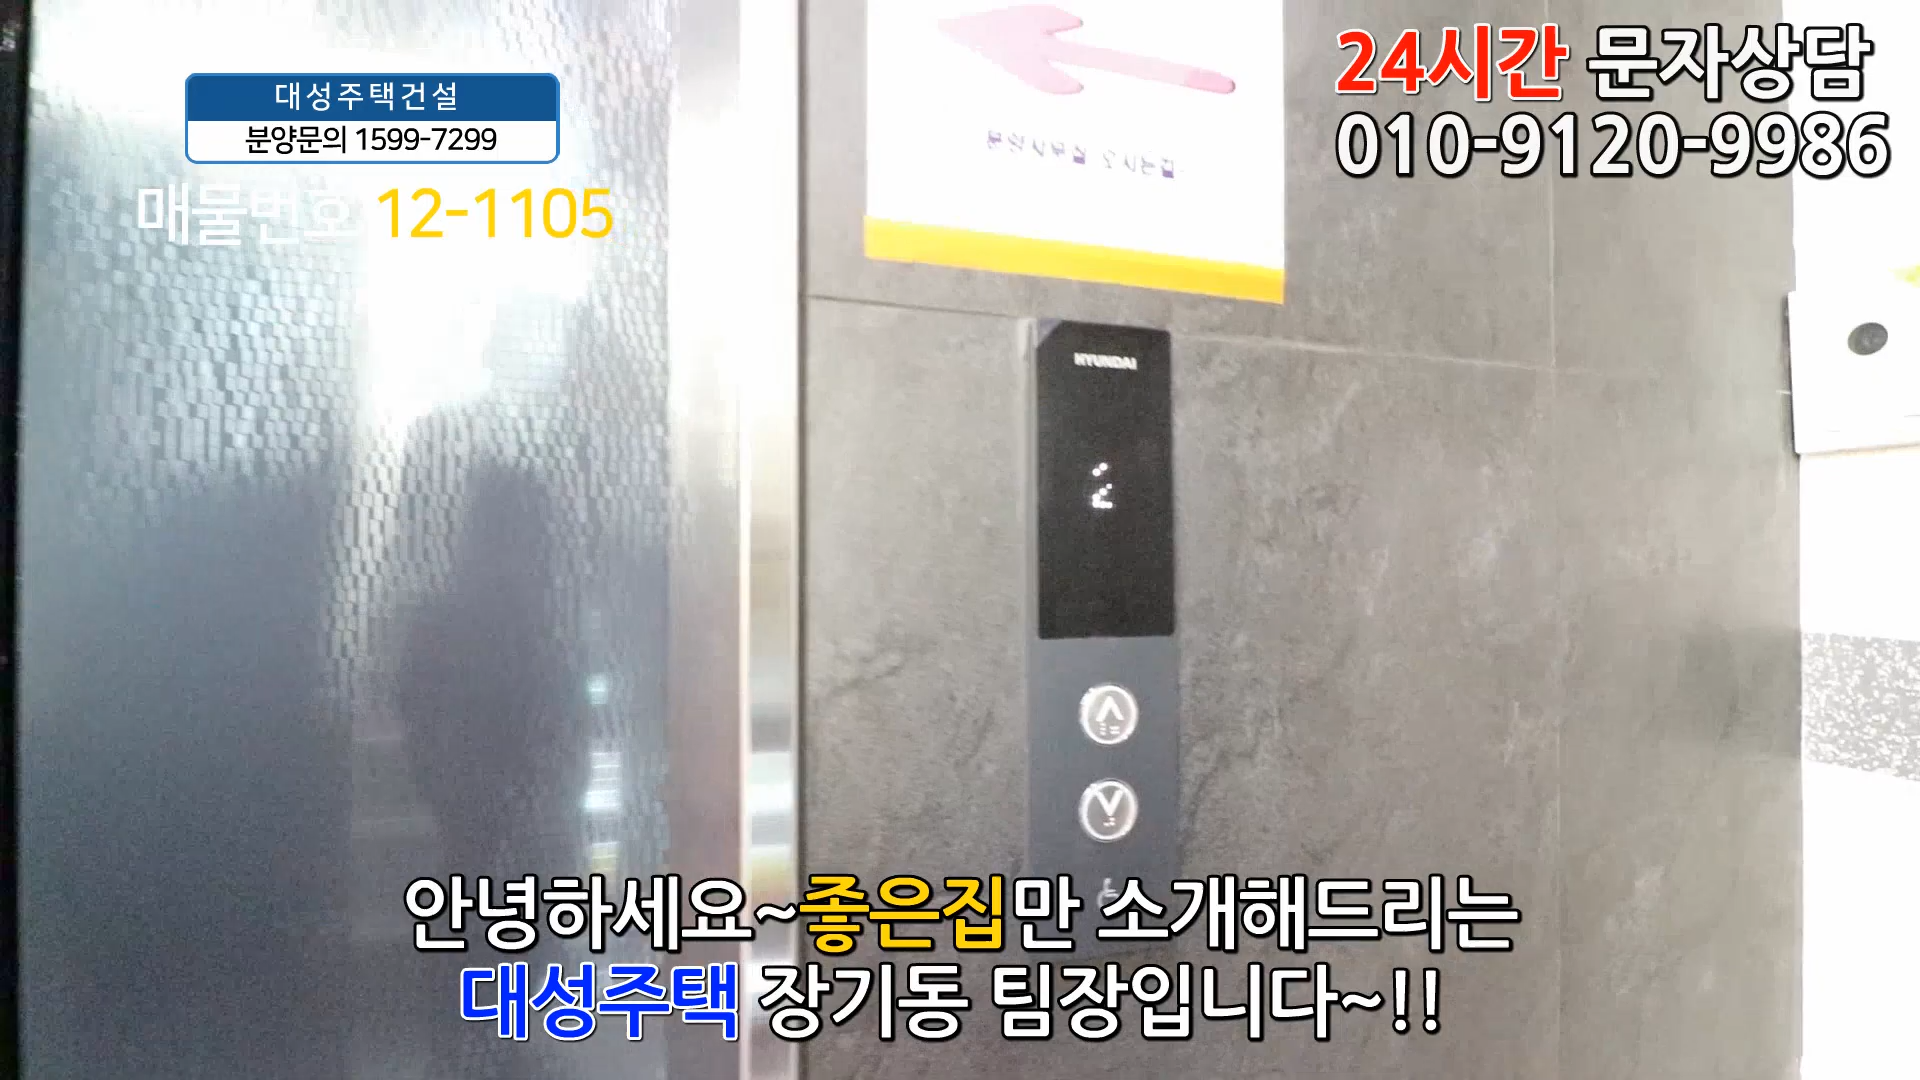 대성주택건설
분양문의 1599-7299
매물번호 12-1105
24시간 문자상담
010-9120-9986
HYUNDAI
2
안녕하세요~좋은집만 소개해드리는
대성주택 장기동 팀장입니다~!!